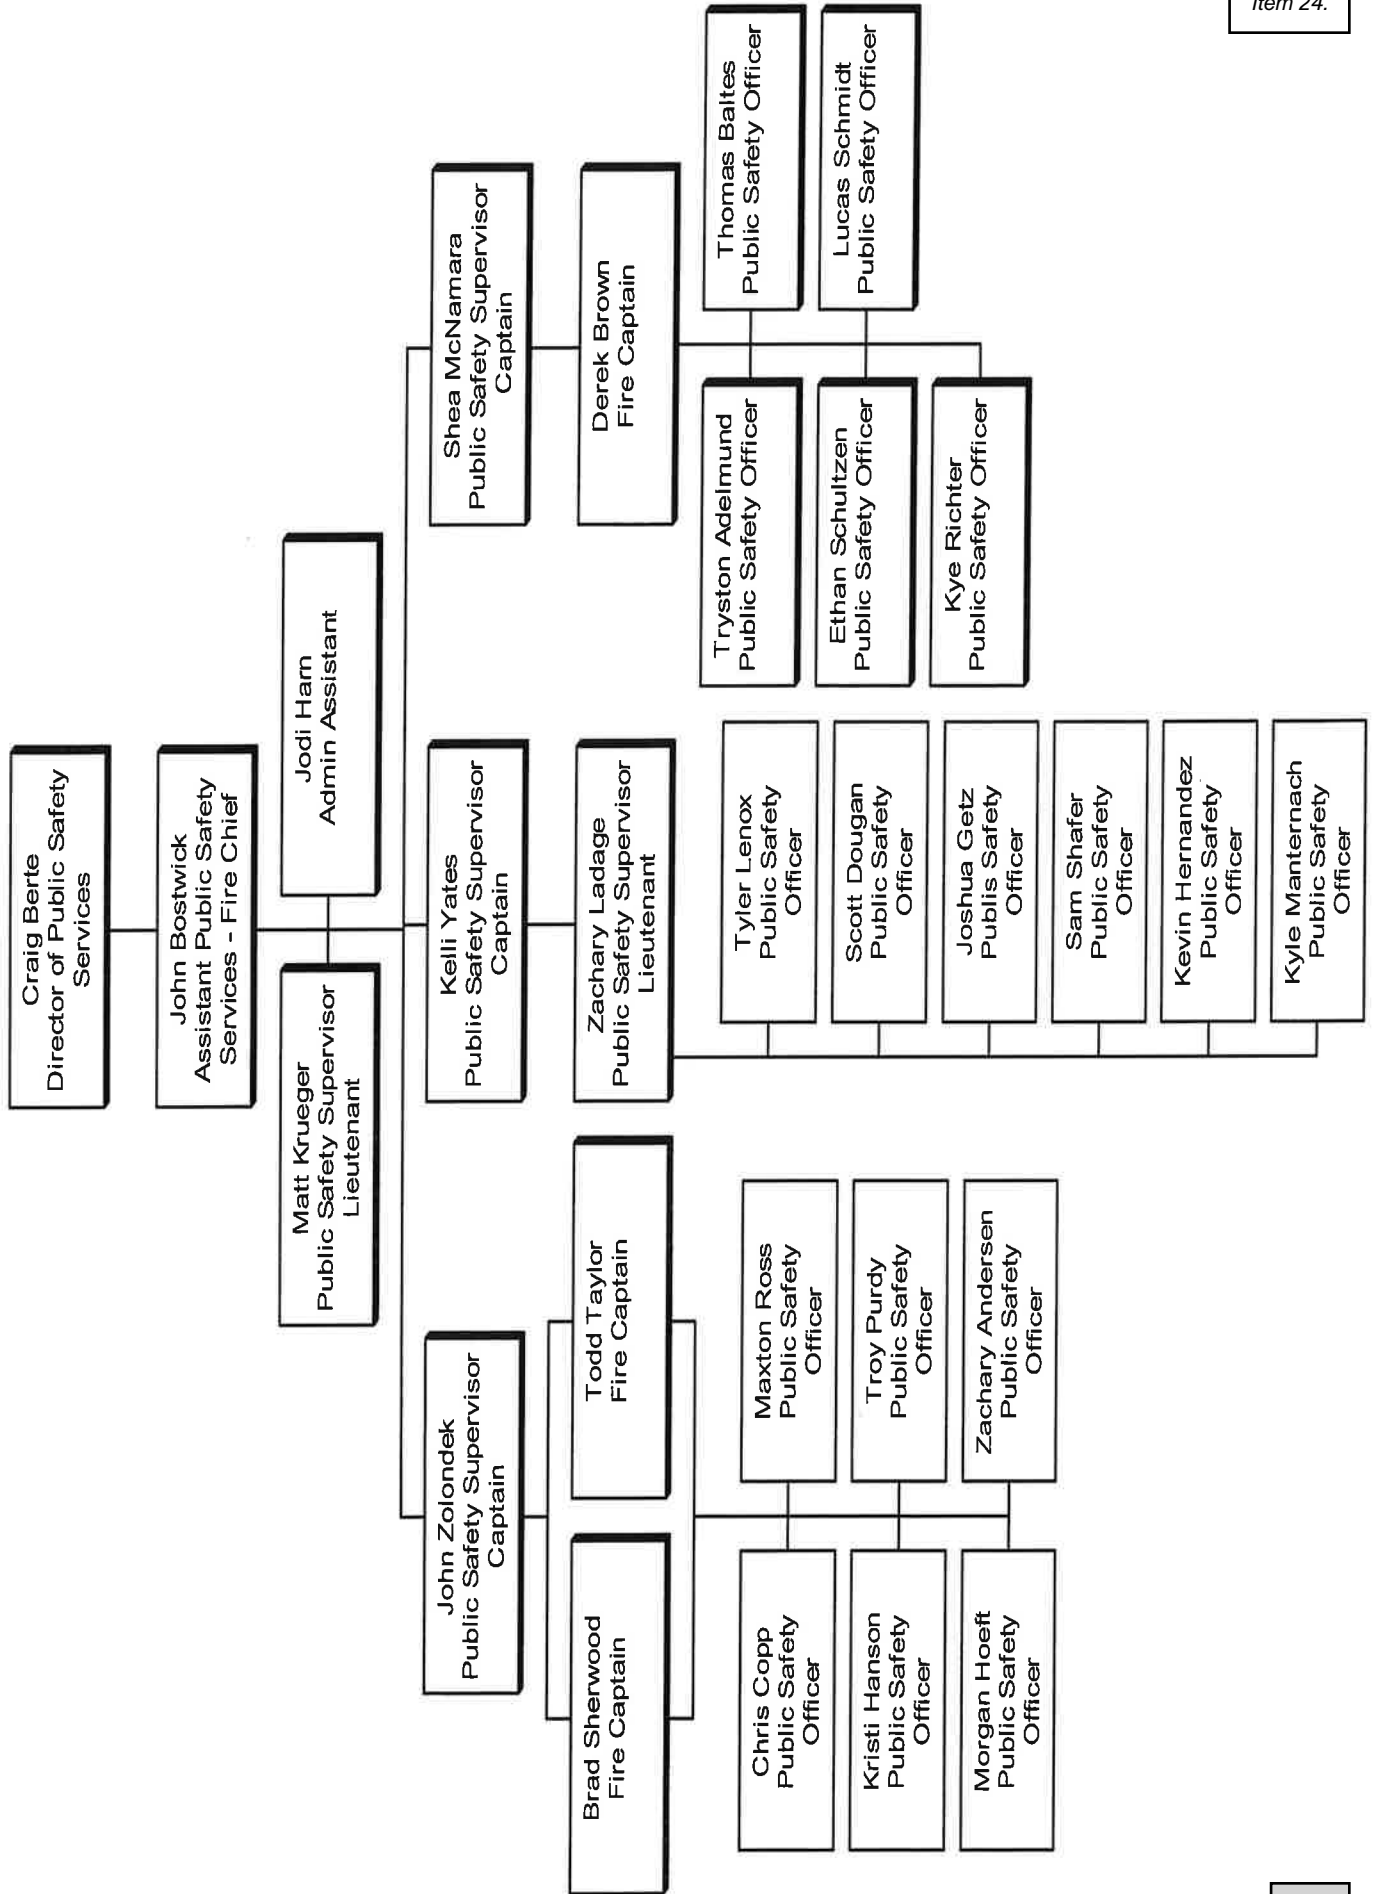 Item 24.
Craig Berte
Director of Public Safety
Services
John Bostwick
Assistant Public Safety
Services - Fire Chief
Matt Krueger
Public Safety Supervisor
Lieutenant
Jodi Harn
Admin Assistant
John Zolondek
Public Safety Supervisor
Captain
Kelli Yates
Public Safety Supervisor
Captain
Shea McNamara
Public Safety Supervisor
Captain
Brad Sherwood
Fire Captain
Todd Taylor
Fire Captain
Zachary Ladage
Public Safety Supervisor
Lieutenant
Derek Brown
Fire Captain
Chris Copp
Public Safety
Officer
Maxton Ross
Public Safety
Officer
Kristi Hanson
Public Safety
Officer
Troy Purdy
Public Safety
Officer
Morgan Hoeft
Public Safety
Officer
Zachary Andersen
Public Safety
Officer
Tyler Lenox
Public Safety
Officer
Scott Dougan
Public Safety
Officer
Joshua Getz
Publis Safety
Officer
Sam Shafer
Public Safety
Officer
Kevin Hernandez
Public Safety
Officer
Kyle Manternach
Public Safety
Officer
Tryston Adelmund
Public Safety Officer
Thomas Baltes
Public Safety Officer
Ethan Schultzen
Public Safety Officer
Lucas Schmidt
Public Safety Officer
Kye Richter
Public Safety Officer